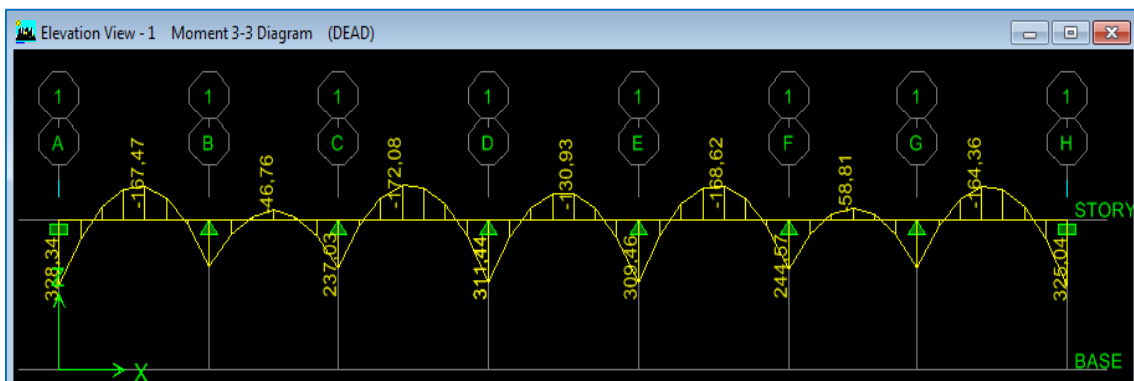 Elevation View - 1 Moment 3-3 Diagram (DEAD)
1 1 1 1 1 1 1 1
A B C D E F G H
-167,47 -46,76 -172,08 -130,93 -168,62 -58,81 -164,36
STORY
328,34 237,03 311,44 309,46 244,57 325,04
BASE
X